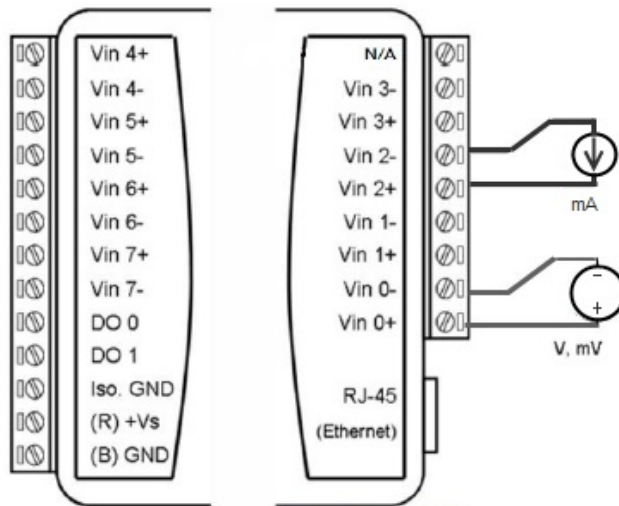 Vin 4+
Vin 4-
Vin 5+
Vin 5-
Vin 6+
Vin 6-
Vin 7+
Vin 7-
DO 0
DO 1
Iso. GND
(R) +Vs
(B) GND
N/A
Vin 3-
Vin 3+
Vin 2-
Vin 2+
Vin 1-
Vin 1+
Vin 0-
Vin 0+
RJ-45
(Ethernet)
mA
-
+
V, mV